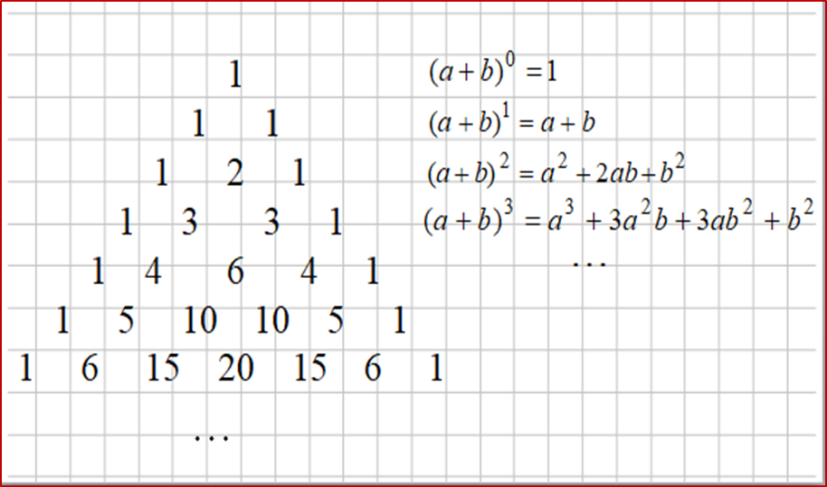 1 (a+b)^0 =1
1 1 (a+b)^1 = a+b
1 2 1 (a+b)^2 = a^2 +2ab+b^2
1 3 3 1 (a+b)^3 = a^3 +3a^2b+3ab^2 +b^2
1 4 6 4 1 ...
1 5 10 10 5 1
1 6 15 20 15 6 1
...